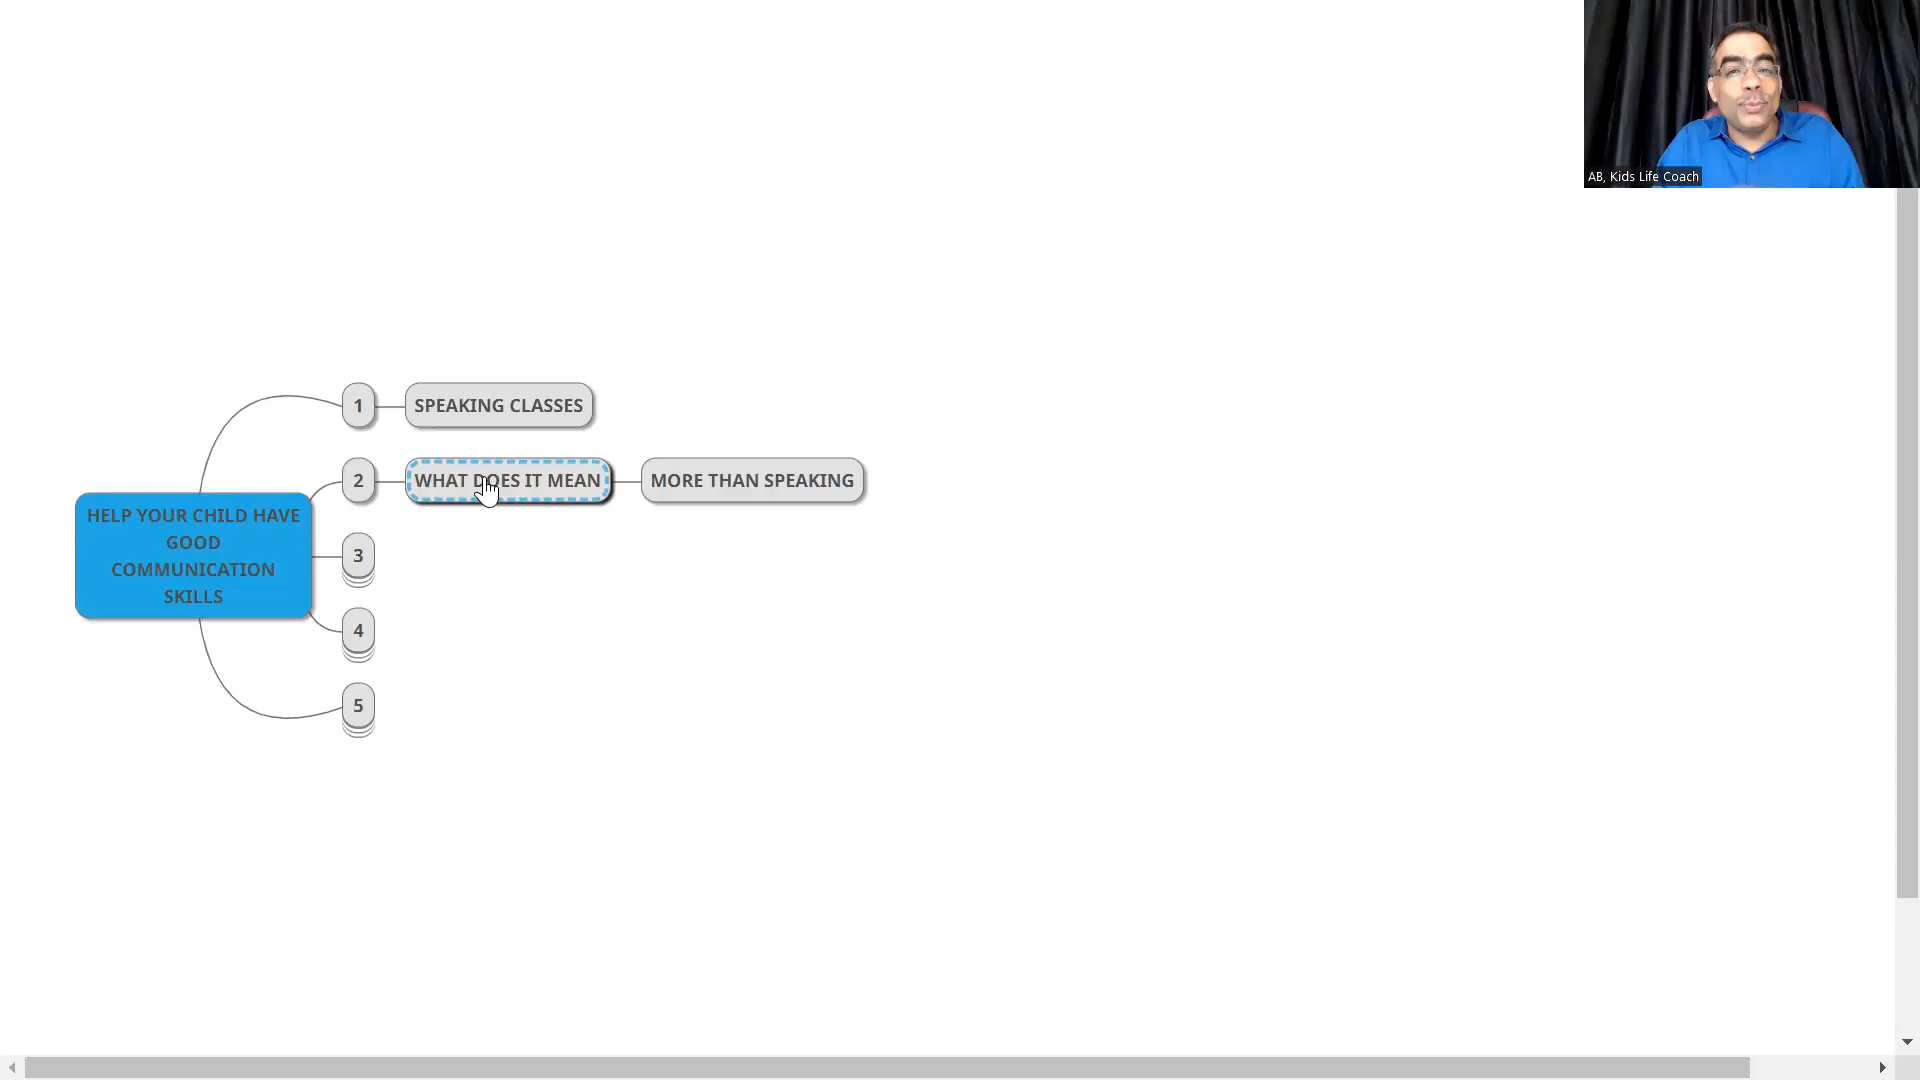 AB, Kids Life Coach
1
SPEAKING CLASSES
2
WHAT DOES IT MEAN
MORE THAN SPEAKING
HELP YOUR CHILD HAVE
GOOD
COMMUNICATION
SKILLS
3
4
5